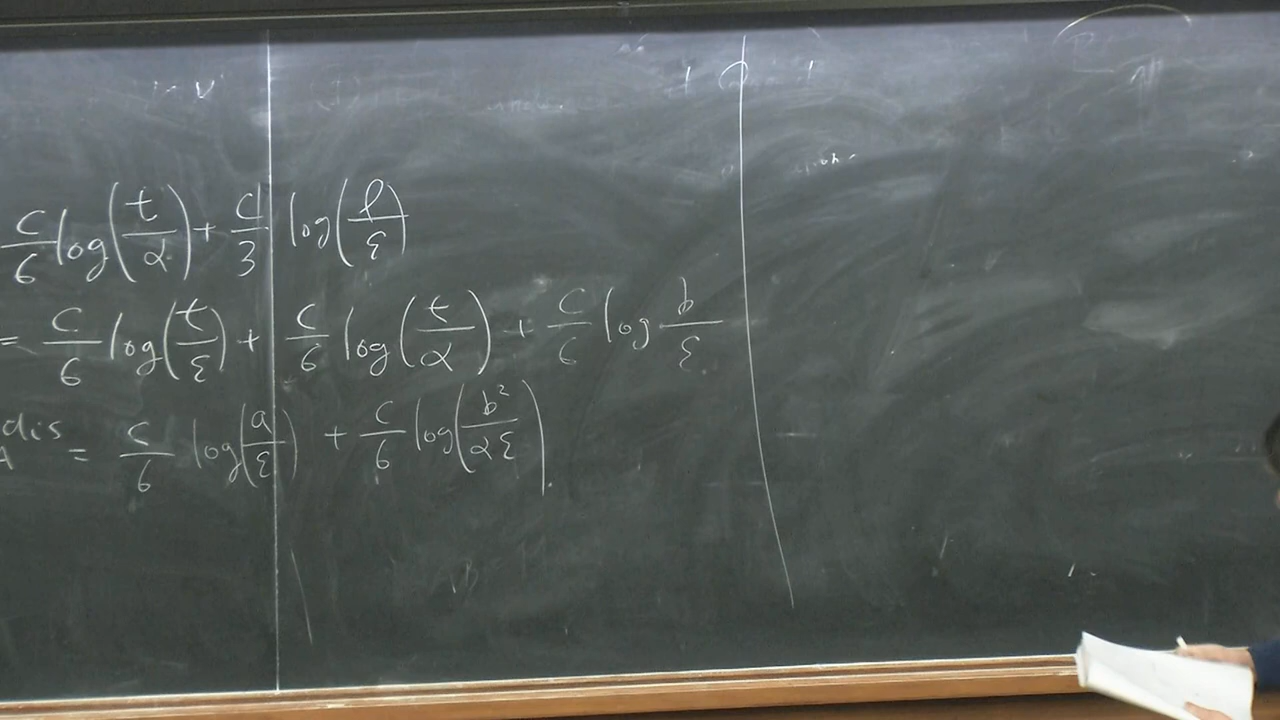 c/6 log(t/α) + c/3 log(l/ε)
= c/6 log(t/ε) + c/6 log(t/α) + c/6 log b/ε
dis A = c/6 log(a/ε) + c/6 log(b²/αε)